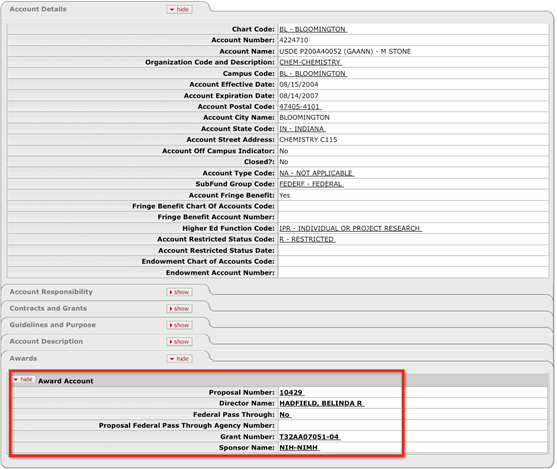 Account Details hide
Chart Code: BL - BLOOMINGTON
Account Number: 4224710
Account Name: USDE P200A40052 (GAANN) - M STONE
Organization Code and Description: CHEM-CHEMISTRY
Campus Code: BL - BLOOMINGTON
Account Effective Date: 08/15/2004
Account Expiration Date: 08/14/2007
Account Postal Code: 47405-4101
Account City Name: BLOOMINGTON
Account State Code: IN - INDIANA
Account Street Address: CHEMISTRY C115
Account Off Campus Indicator: No
Closed?: No
Account Type Code: NA - NOT APPLICABLE
SubFund Group Code: FEDERF - FEDERAL
Account Fringe Benefit: Yes
Fringe Benefit Chart Of Accounts Code:
Fringe Benefit Account Number:
Higher Ed Function Code: IPR - INDIVIDUAL OR PROJECT RESEARCH
Account Restricted Status Code: R - RESTRICTED
Account Restricted Status Date:
Endowment Chart of Accounts Code:
Endowment Account Number:
Account Responsibility show
Contracts and Grants show
Guidelines and Purpose show
Account Description show
Awards hide
hide Award Account
Proposal Number: 10429
Director Name: HADFIELD, BELINDA R
Federal Pass Through: No
Proposal Federal Pass Through Agency Number:
Grant Number: T32AA07051-04
Sponsor Name: NIH-NIMH